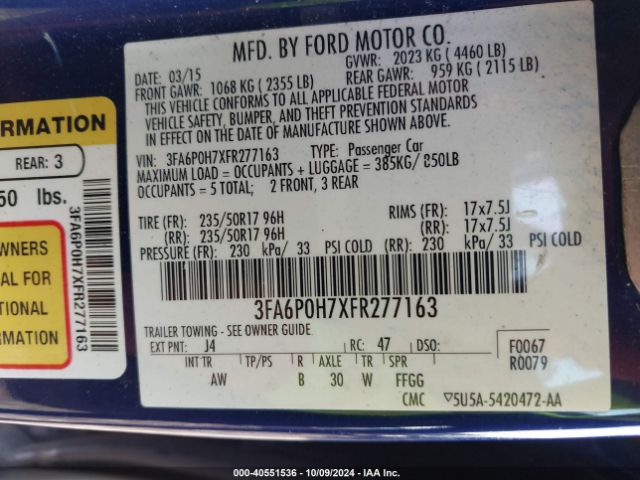 MFD. BY FORD MOTOR CO.
DATE: 03/15
GVWR: 2023 KG ( 4460 LB)
FRONT GAWR: 1068 KG ( 2355 LB)
REAR GAWR: 959 KG ( 2115 LB)
THIS VEHICLE CONFORMS TO ALL APPLICABLE FEDERAL MOTOR
VEHICLE SAFETY, BUMPER, AND THEFT PREVENTION STANDARDS
IN EFFECT ON THE DATE OF MANUFACTURE SHOWN ABOVE.
VIN: 3FA6P0H7XFR277163 TYPE: Passenger Car
MAXIMUM LOAD = OCCUPANTS + LUGGAGE = 385KG/ 850LB
OCCUPANTS = 5 TOTAL; 2 FRONT, 3 REAR
TIRE (FR): 235/50R17 96H RIMS (FR): 17x7.5J
(RR): 235/50R17 96H (RR): 17x7.5J
PRESSURE (FR): 230 kPa/ 33 PSI COLD (RR): 230 kPa/ 33 PSI COLD
3FA6P0H7XFR277163
TRAILER TOWING - SEE OWNER GUIDE
EXT PNT: J4 RC: 47 DSO:
F0067
R0079
INT TR TP/PS R AXLE TR SPR
AW B 30 W FFGG
CMC ▽5U5A-5420472-AA
ORMATION
REAR: 3
50 lbs.
WNERS
AL FOR
TIONAL
TION
3FA6P0H7XFR277163
000-40551536 - 10/09/2024 - IAA Inc.